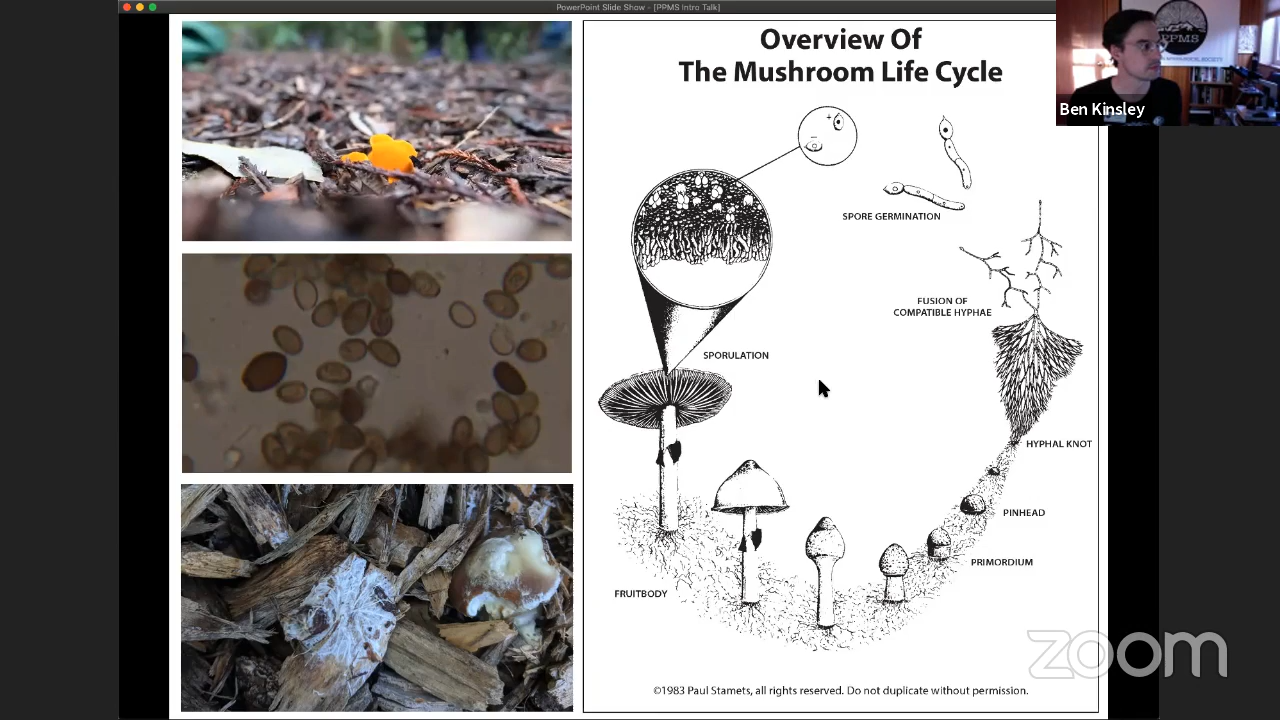 PowerPoint Slide Show - [PPMS Intro Talk]
Overview Of
The Mushroom Life Cycle
PPMS
Ben Kinsley
+
−
SPORE GERMINATION
FUSION OF
COMPATIBLE HYPHAE
SPORULATION
HYPHAL KNOT
PINHEAD
PRIMORDIUM
FRUITBODY
zoom
©1983 Paul Stamets, all rights reserved. Do not duplicate without permission.